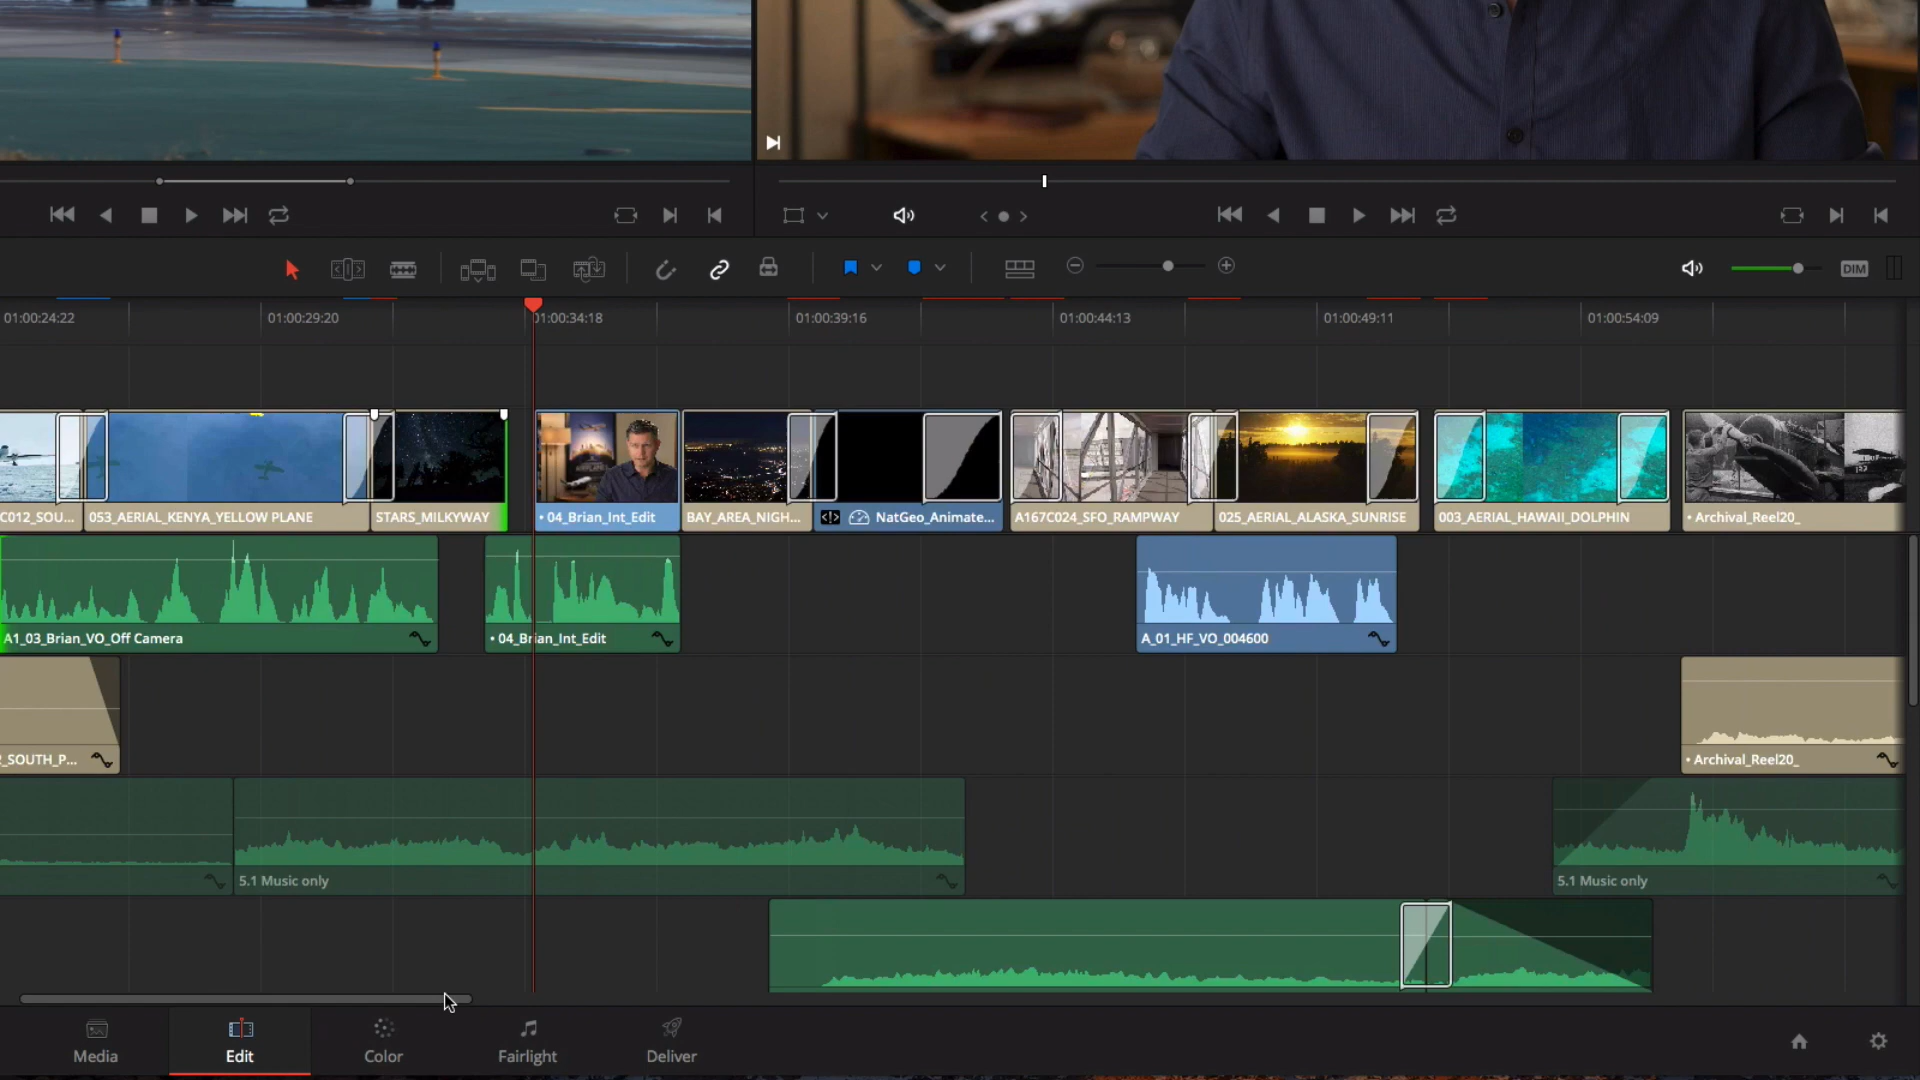 DIM
01:00:24:22
01:00:29:20
01:00:34:18
01:00:39:16
01:00:44:13
01:00:49:11
01:00:54:09
C012_SOU...
053_AERIAL_KENYA_YELLOW PLANE
STARS_MILKYWAY
• 04_Brian_Int_Edit
BAY_AREA_NIGH...
NatGeo_Animate...
A167C024_SFO_RAMPWAY
025_AERIAL_ALASKA_SUNRISE
003_AERIAL_HAWAII_DOLPHIN
• Archival_Reel20_
A1_03_Brian_VO_Off Camera
• 04_Brian_Int_Edit
A_01_HF_VO_004600
_SOUTH_P...
• Archival_Reel20_
5.1 Music only
5.1 Music only
Media
Edit
Color
Fairlight
Deliver